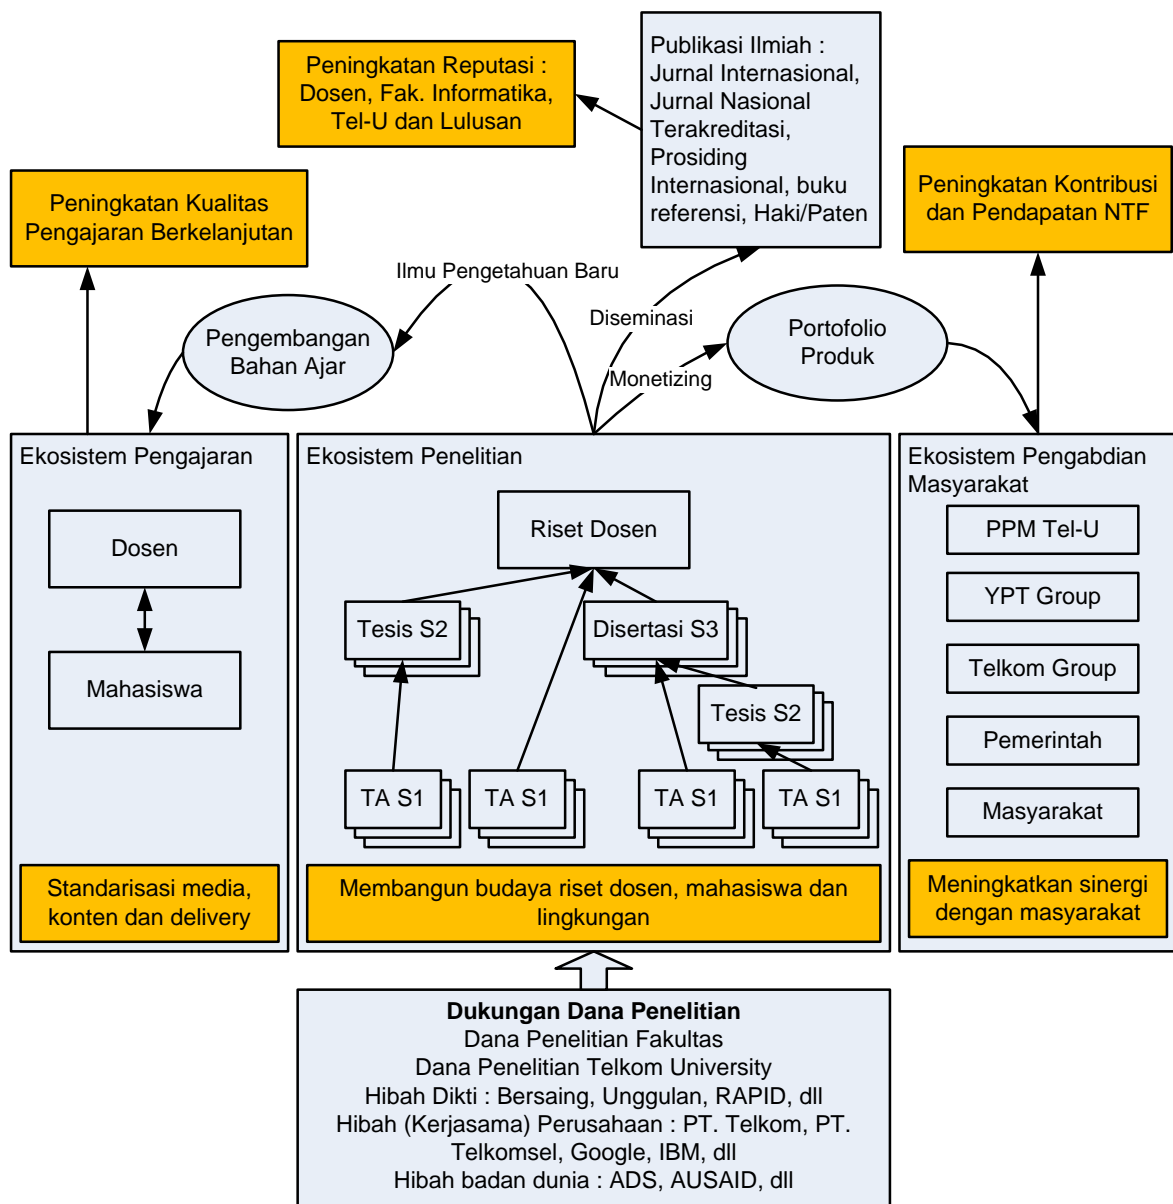 Peningkatan Reputasi :
Dosen, Fak. Informatika,
Tel-U dan Lulusan
Publikasi Ilmiah :
Jurnal Internasional,
Jurnal Nasional
Terakreditasi,
Prosiding
Internasional, buku
referensi, Haki/Paten
Peningkatan Kualitas
Pengajaran Berkelanjutan
Peningkatan Kontribusi
dan Pendapatan NTF
Ilmu Pengetahuan Baru
Pengembangan
Bahan Ajar
Diseminasi
Monetizing
Portofolio
Produk
Ekosistem Pengajaran
Dosen
Mahasiswa
Standarisasi media,
konten dan delivery
Ekosistem Penelitian
Riset Dosen
Tesis S2
Disertasi S3
Tesis S2
TA S1
TA S1
TA S1
TA S1
Membangun budaya riset dosen, mahasiswa dan
lingkungan
Ekosistem Pengabdian
Masyarakat
PPM Tel-U
YPT Group
Telkom Group
Pemerintah
Masyarakat
Meningkatkan sinergi
dengan masyarakat
Dukungan Dana Penelitian
Dana Penelitian Fakultas
Dana Penelitian Telkom University
Hibah Dikti : Bersaing, Unggulan, RAPID, dll
Hibah (Kerjasama) Perusahaan : PT. Telkom, PT.
Telkomsel, Google, IBM, dll
Hibah badan dunia : ADS, AUSAID, dll